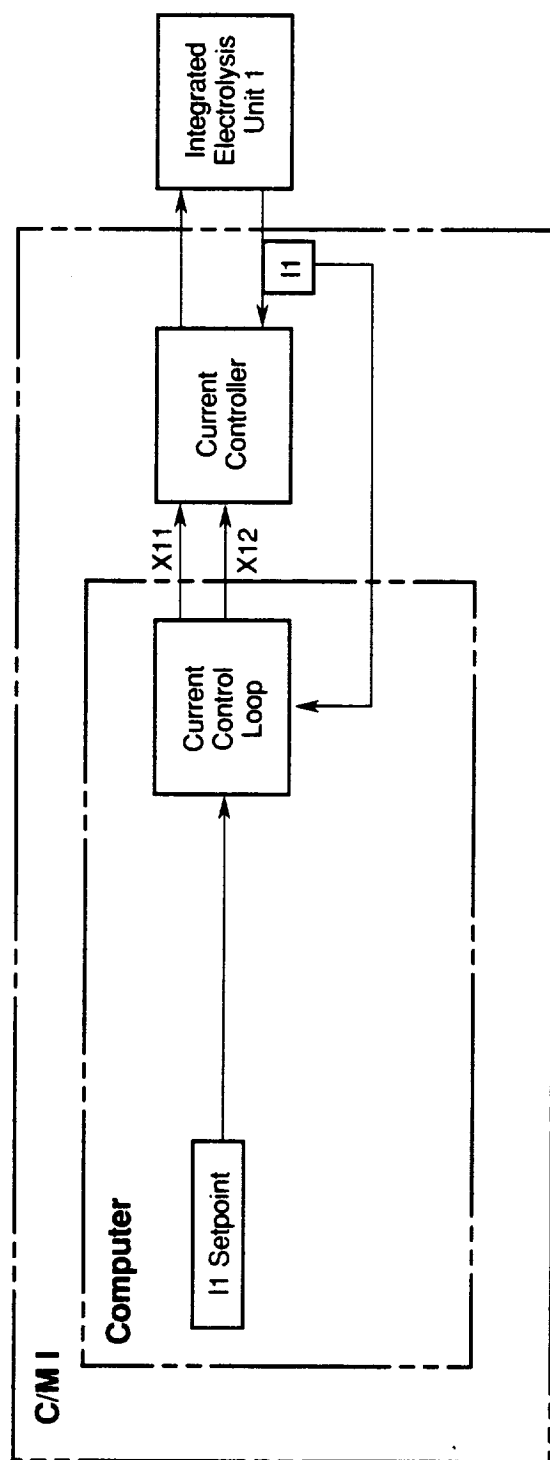 C/M I
Computer
I1 Setpoint
Current
Control
Loop
X11
X12
Current
Controller
I1
Integrated
Electrolysis
Unit 1